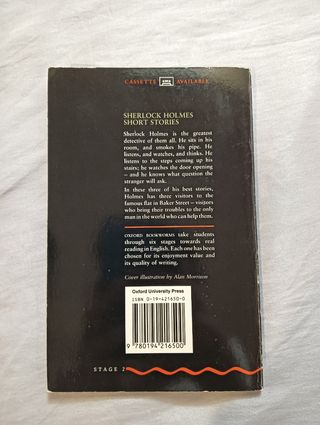 CASSETTE AVAILABLE
SHERLOCK HOLMES
SHORT STORIES
Sherlock Holmes is the greatest
detective of them all. He sits in his
room, and smokes his pipe. He
listens, and watches, and thinks. He
listens to the steps coming up his
stairs; he watches the door opening
– and he knows what question the
stranger will ask.
In these three of his best stories,
Holmes has three visitors to the
famous flat in Baker Street – visitors
who bring their troubles to the only
man in the world who can help them.
OXFORD BOOKWORMS take students
through six stages towards real
reading in English. Each one has been
chosen for its enjoyment value and
its quality of writing.
Cover illustration by Alan Morrison
Oxford University Press
ISBN 0-19-421650-0
9 780194 216500
STAGE 2